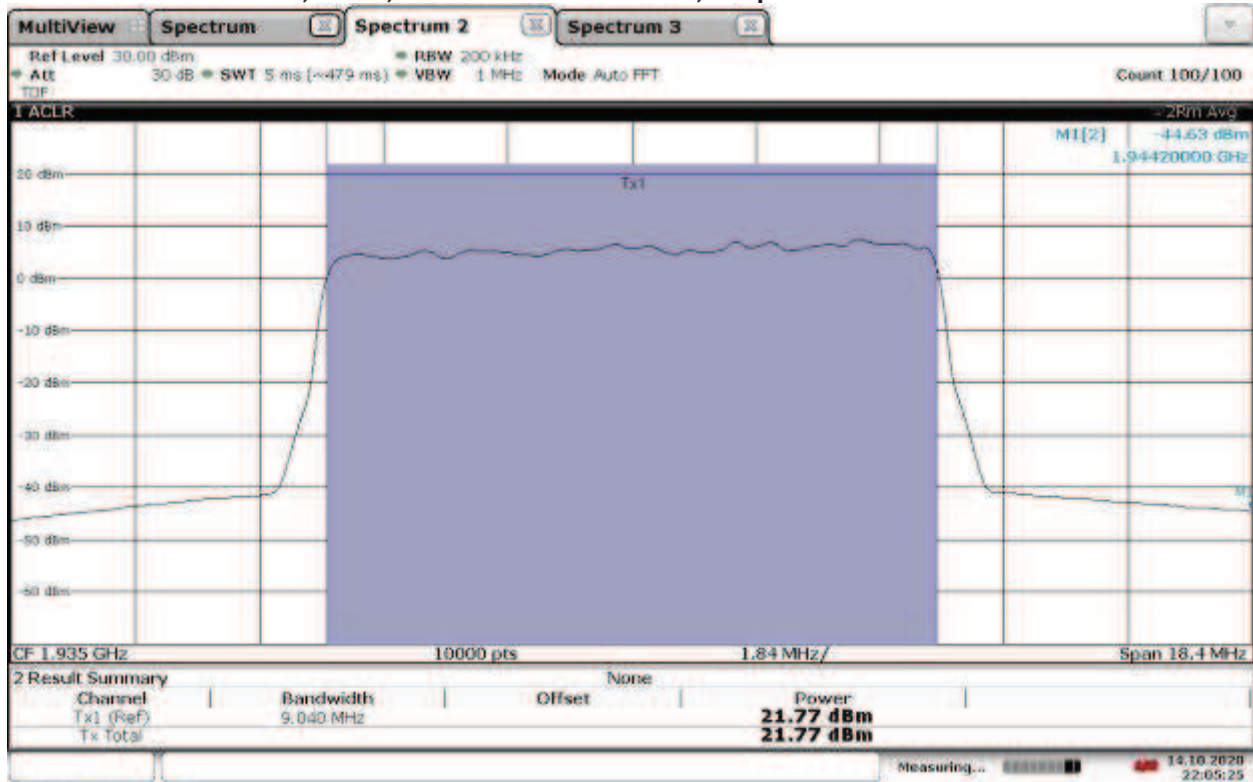 MultiView Spectrum Spectrum 2 Spectrum 3
Ref Level 30.00 dBm RBW 200 kHz
Att 30 dB SWT 5 ms (~479 ms) VBW 1 MHz Mode Auto FFT Count 100/100
TDF
1 ACLR 2Rm Avg
M1[2] -44.63 dBm
1.94420000 GHz
20 dBm
Tx1
10 dBm
0 dBm
-10 dBm
-20 dBm
-30 dBm
-40 dBm
M1
-50 dBm
-60 dBm
CF 1.935 GHz 10000 pts 1.84 MHz/ Span 18.4 MHz
2 Result Summary None
Channel Bandwidth Offset Power
Tx1 (Ref) 9.040 MHz 21.77 dBm
Tx Total 21.77 dBm
Measuring... 14.10.2020
22:05:25